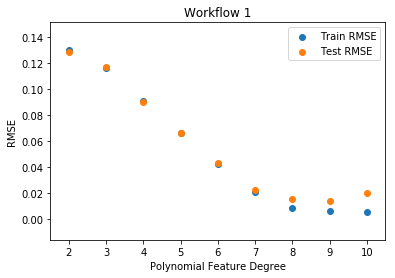 Workflow 1
Train RMSE
Test RMSE
RMSE
0.14
0.12
0.10
0.08
0.06
0.04
0.02
0.00
2 3 4 5 6 7 8 9 10
Polynomial Feature Degree